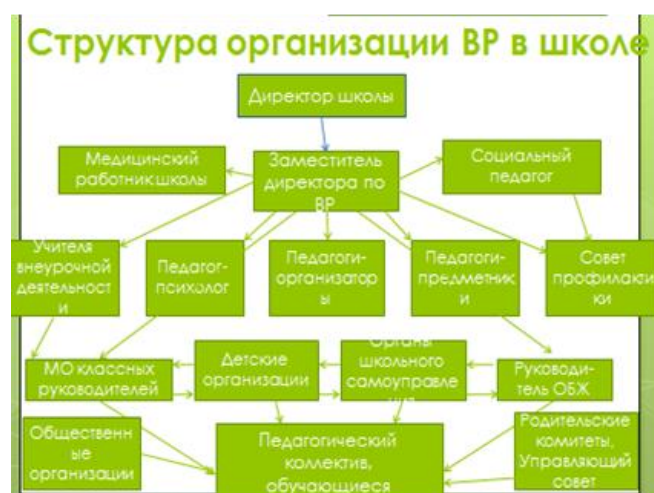 Структура организации ВР в школе
Директор школы
Медицинский
работник школы
Заместитель
директора по
ВР
Социальный
педагог
Учителя
внеурочной
деятельност
и
Педагог-
психолог
Педагоги-
организатор
ы
Педагоги-
предметник
и
Совет
профилакти
ки
МО классных
руководителей
Детские
организации
Органы
школьного
самоуправле
ния
Руководи-
тель ОБЖ
Общественн
ые
организации
Педагогический
коллектив,
обучающиеся
Родительские
комитеты,
Управляющий
совет